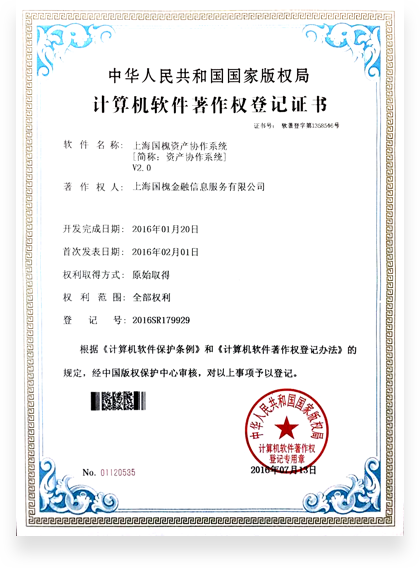 中华人民共和国国家版权局
计算机软件著作权登记证书
证书号： 软著登字第1358546号
软件名称： 上海国槐资产协作系统
[简称：资产协作系统]
V2.0
著作权人： 上海国槐金融信息服务有限公司
开发完成日期： 2016年01月20日
首次发表日期： 2016年02月01日
权利取得方式： 原始取得
权利范围： 全部权利
登记号： 2016SR179929
根据《计算机软件保护条例》和《计算机软件著作权登记办法》的
规定，经中国版权保护中心审核，对以上事项予以登记。
中华人民共和国国家版权局
计算机软件著作权
登记专用章
No. 01120535
2016年07月13日